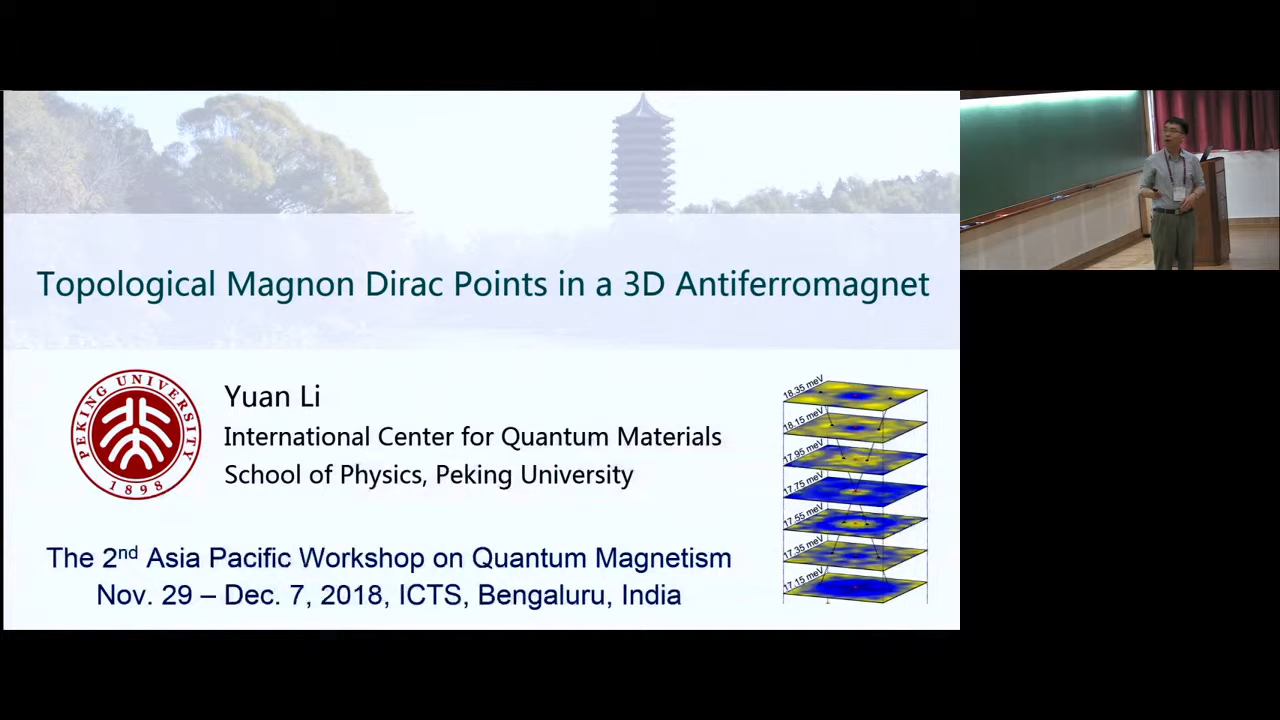 Topological Magnon Dirac Points in a 3D Antiferromagnet
PEKING UNIVERSITY
1898
Yuan Li
International Center for Quantum Materials
School of Physics, Peking University
The 2nd Asia Pacific Workshop on Quantum Magnetism
Nov. 29 – Dec. 7, 2018, ICTS, Bengaluru, India
18.35 meV
18.15 meV
17.95 meV
17.75 meV
17.55 meV
17.35 meV
17.15 meV